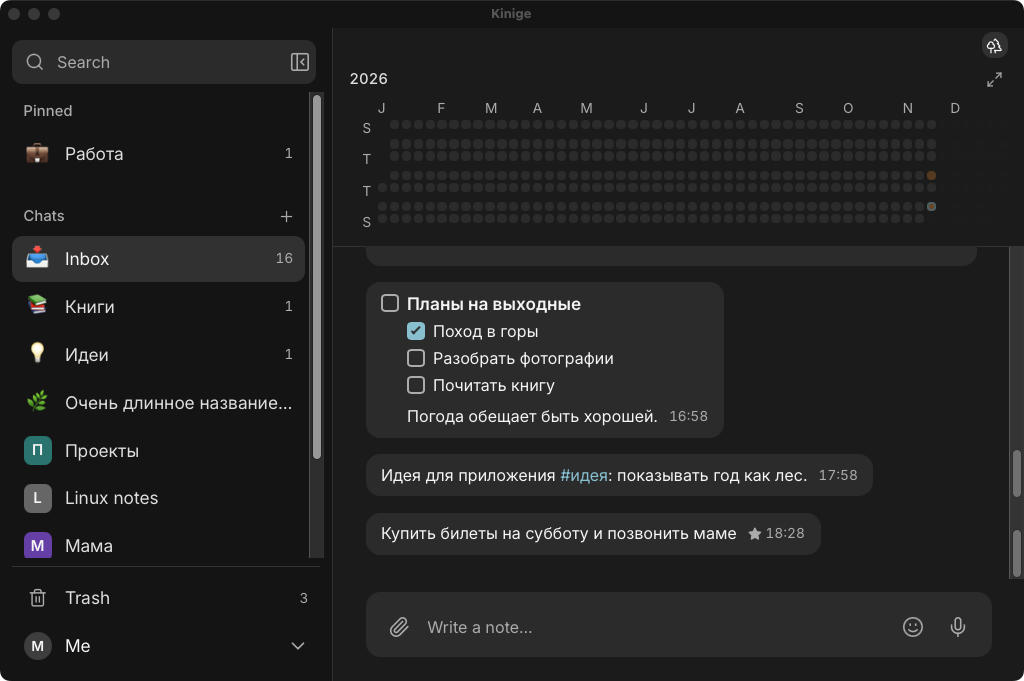 Kinige
Search
Pinned
Работа 1
Chats
Inbox 16
Книги 1
Идеи 1
Очень длинное название...
П Проекты
L Linux notes
M Мама
Trash 3
M Me
2026
J F M A M J J A S O N D
S
T
T
S
Планы на выходные
Поход в горы
Разобрать фотографии
Почитать книгу
Погода обещает быть хорошей. 16:58
Идея для приложения #идея: показывать год как лес. 17:58
Купить билеты на субботу и позвонить маме 18:28
Write a note...